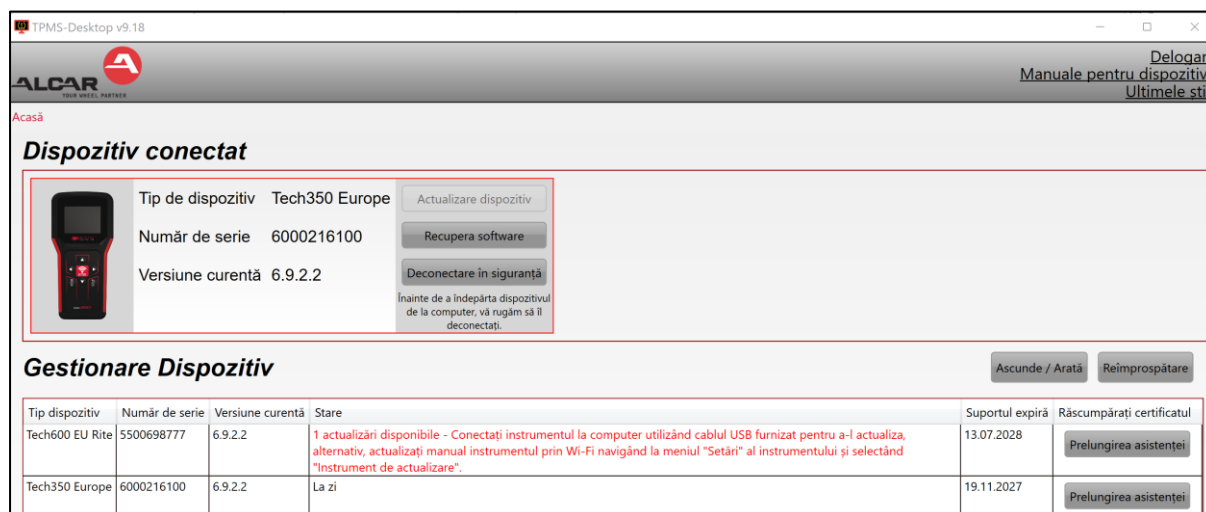 TPMS-Desktop v9.18
ALCAR
YOUR WHEEL PARTNER
Delogar
Manuale pentru dispozitiv
Ultimele ști
Acasă
Dispozitiv conectat
Tip de dispozitiv Tech350 Europe Actualizare dispozitiv
Număr de serie 6000216100 Recupera software
Versiune curentă 6.9.2.2 Deconectare în siguranță
Înainte de a îndepărta dispozitivul
de la computer, vă rugăm să îl
deconectați.
Gestionare Dispozitiv Ascunde / Arată Reîmprospătare
Tip dispozitiv Număr de serie Versiune curentă Stare Suportul expiră Răscumpărați certificatul
Tech600 EU Rite 5500698777 6.9.2.2 1 actualizări disponibile - Conectați instrumentul la computer utilizând cablul USB furnizat pentru a-l actualiza, 13.07.2028 Prelungirea asistenței
alternativ, actualizați manual instrumentul prin Wi-Fi navigând la meniul "Setări" al instrumentului și selectând
"Instrument de actualizare".
Tech350 Europe 6000216100 6.9.2.2 La zi 19.11.2027 Prelungirea asistenței